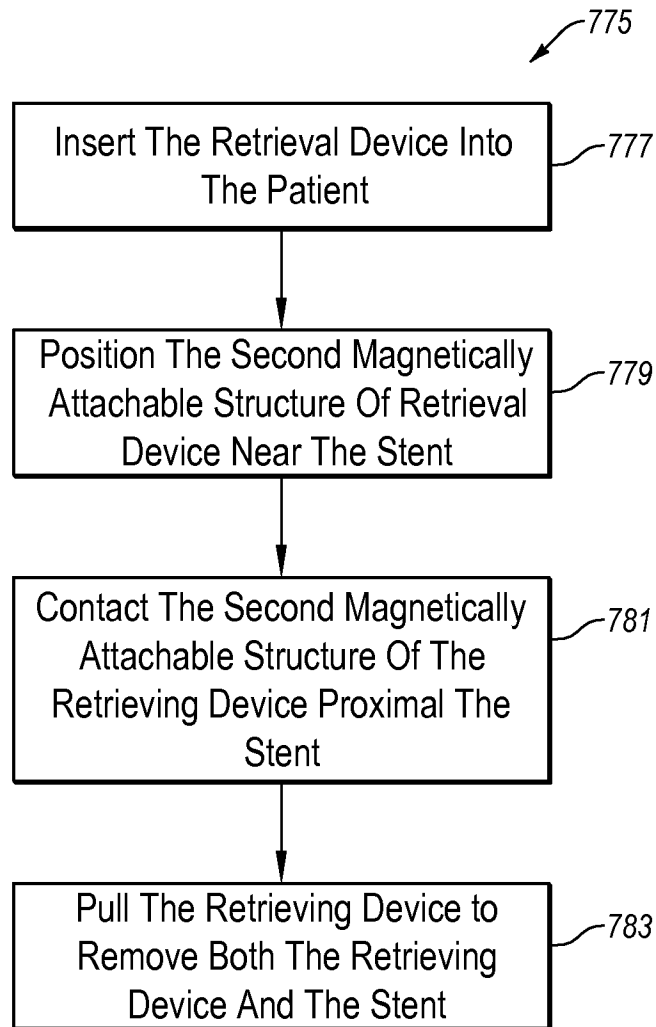 775
Insert The Retrieval Device Into
The Patient
777
Position The Second Magnetically
Attachable Structure Of Retrieval
Device Near The Stent
779
Contact The Second Magnetically
Attachable Structure Of The
Retrieving Device Proximal The
Stent
781
Pull The Retrieving Device to
Remove Both The Retrieving
Device And The Stent
783